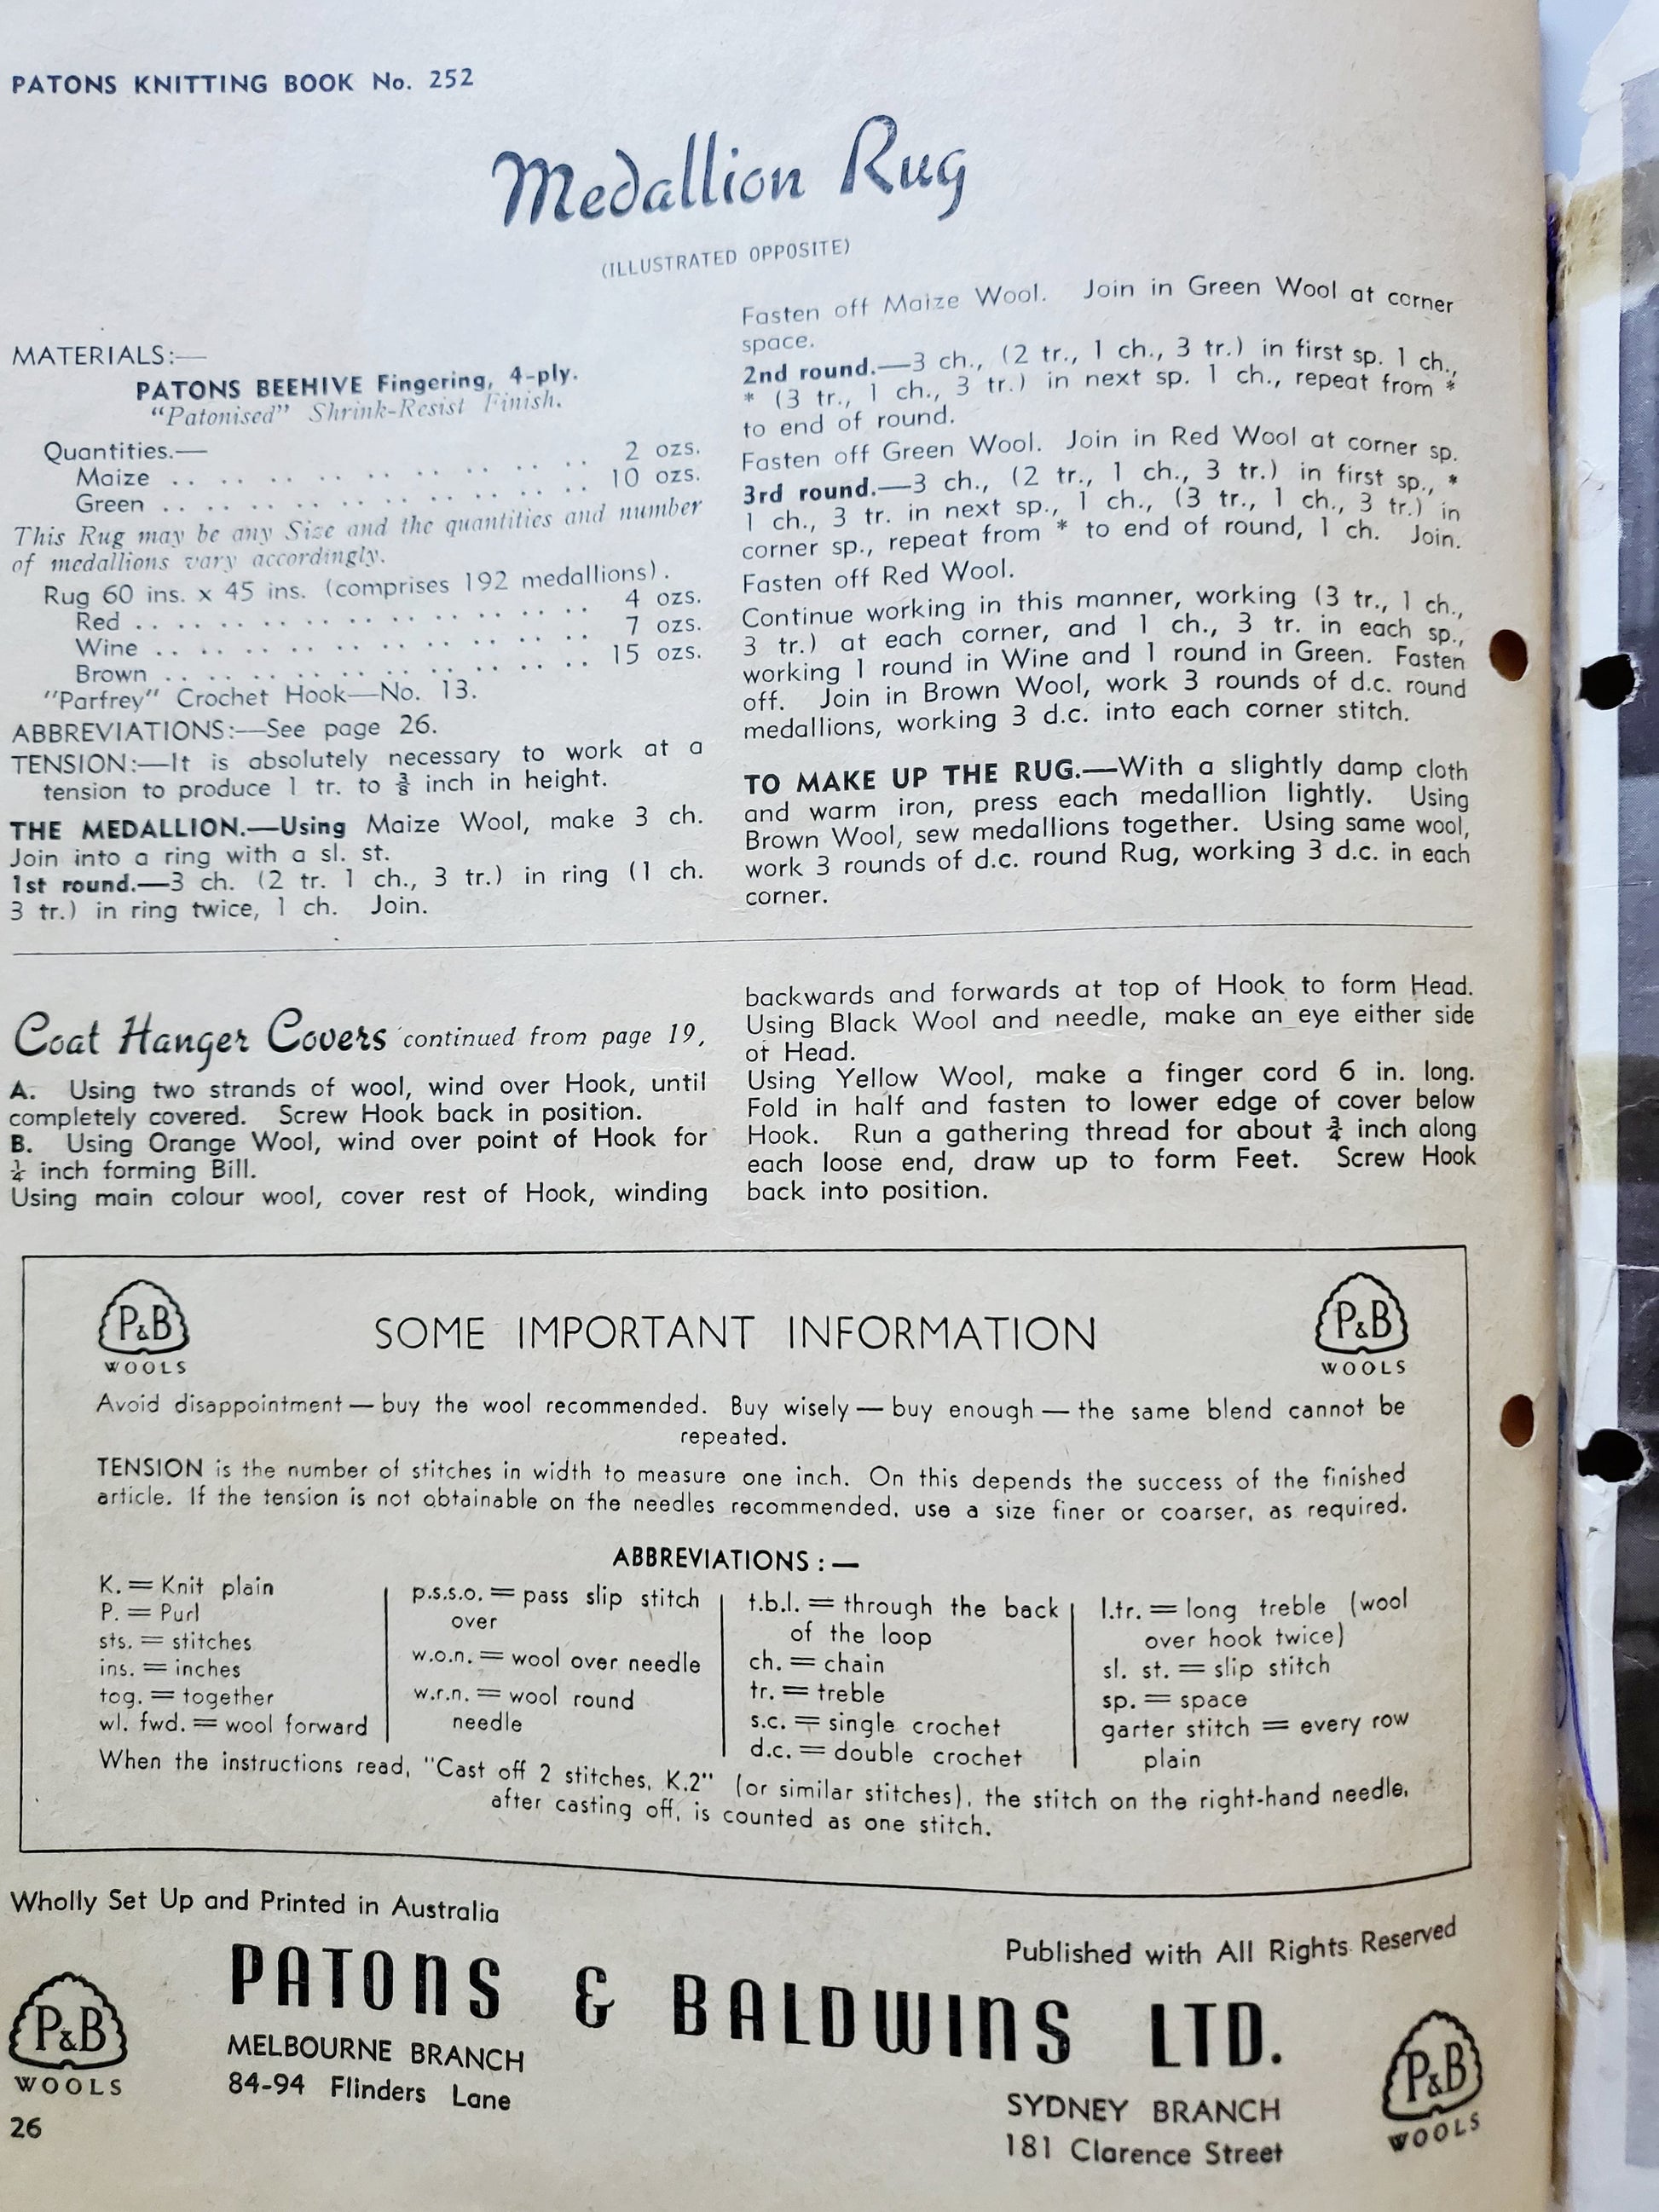 PATONS KNITTING BOOK No. 252
Medallion Rug
(ILLUSTRATED OPPOSITE)
MATERIALS:—
PATONS BEEHIVE Fingering, 4-ply.
"Patonised" Shrink-Resist Finish.
Quantities.—
Maize . . . . . . . . . . . . . . 2 ozs.
Green . . . . . . . . . . . . . . 10 ozs.
This Rug may be any Size and the quantities and number
of medallions vary accordingly.
Rug 60 ins. x 45 ins. (comprises 192 medallions).
Red . . . . . . . . . . . . . . 4 ozs.
Wine . . . . . . . . . . . . . . 7 ozs.
Brown . . . . . . . . . . . . . . 15 ozs.
"Parfrey" Crochet Hook—No. 13.
ABBREVIATIONS:—See page 26.
TENSION:—It is absolutely necessary to work at a
tension to produce 1 tr. to ⅜ inch in height.
THE MEDALLION.—Using Maize Wool, make 3 ch.
Join into a ring with a sl. st.
1st round.—3 ch. (2 tr. 1 ch., 3 tr.) in ring (1 ch.
3 tr.) in ring twice, 1 ch. Join.
Fasten off Maize Wool. Join in Green Wool at corner
space.
2nd round.—3 ch., (2 tr., 1 ch., 3 tr.) in first sp. 1 ch.,
* (3 tr., 1 ch., 3 tr.) in next sp. 1 ch., repeat from *
to end of round.
Fasten off Green Wool. Join in Red Wool at corner sp.
3rd round.—3 ch., (2 tr., 1 ch., 3 tr.) in first sp., *
1 ch., 3 tr. in next sp., 1 ch., (3 tr., 1 ch., 3 tr.) in
corner sp., repeat from * to end of round, 1 ch. Join.
Fasten off Red Wool.
Continue working in this manner, working (3 tr., 1 ch.,
3 tr.) at each corner, and 1 ch., 3 tr. in each sp.,
working 1 round in Wine and 1 round in Green. Fasten
off. Join in Brown Wool, work 3 rounds of d.c. round
medallions, working 3 d.c. into each corner stitch.
TO MAKE UP THE RUG.—With a slightly damp cloth
and warm iron, press each medallion lightly. Using
Brown Wool, sew medallions together. Using same wool,
work 3 rounds of d.c. round Rug, working 3 d.c. in each
corner.
Coat Hanger Covers continued from page 19,
A. Using two strands of wool, wind over Hook, until
completely covered. Screw Hook back in position.
B. Using Orange Wool, wind over point of Hook for
¼ inch forming Bill.
Using main colour wool, cover rest of Hook, winding
backwards and forwards at top of Hook to form Head.
Using Black Wool and needle, make an eye either side
of Head.
Using Yellow Wool, make a finger cord 6 in. long.
Fold in half and fasten to lower edge of cover below
Hook. Run a gathering thread for about ¾ inch along
each loose end, draw up to form Feet. Screw Hook
back into position.
P&B
WOOLS
SOME IMPORTANT INFORMATION
P&B
WOOLS
Avoid disappointment — buy the wool recommended. Buy wisely — buy enough — the same blend cannot be
repeated.
TENSION is the number of stitches in width to measure one inch. On this depends the success of the finished
article. If the tension is not obtainable on the needles recommended, use a size finer or coarser, as required.
ABBREVIATIONS : —
K. = Knit plain
P. = Purl
sts. = stitches
ins. = inches
tog. = together
wl. fwd. = wool forward
p.s.s.o. = pass slip stitch
over
w.o.n. = wool over needle
w.r.n. = wool round
needle
t.b.l. = through the back
of the loop
ch. = chain
tr. = treble
s.c. = single crochet
d.c. = double crochet
l.tr. = long treble (wool
over hook twice)
sl. st. = slip stitch
sp. = space
garter stitch = every row
plain
When the instructions read, "Cast off 2 stitches, K.2" (or similar stitches), the stitch on the right-hand needle,
after casting off, is counted as one stitch.
Wholly Set Up and Printed in Australia
Published with All Rights Reserved
P&B
WOOLS
PATONS & BALDWINS LTD.
MELBOURNE BRANCH
84-94 Flinders Lane
SYDNEY BRANCH
181 Clarence Street
P&B
WOOLS
26